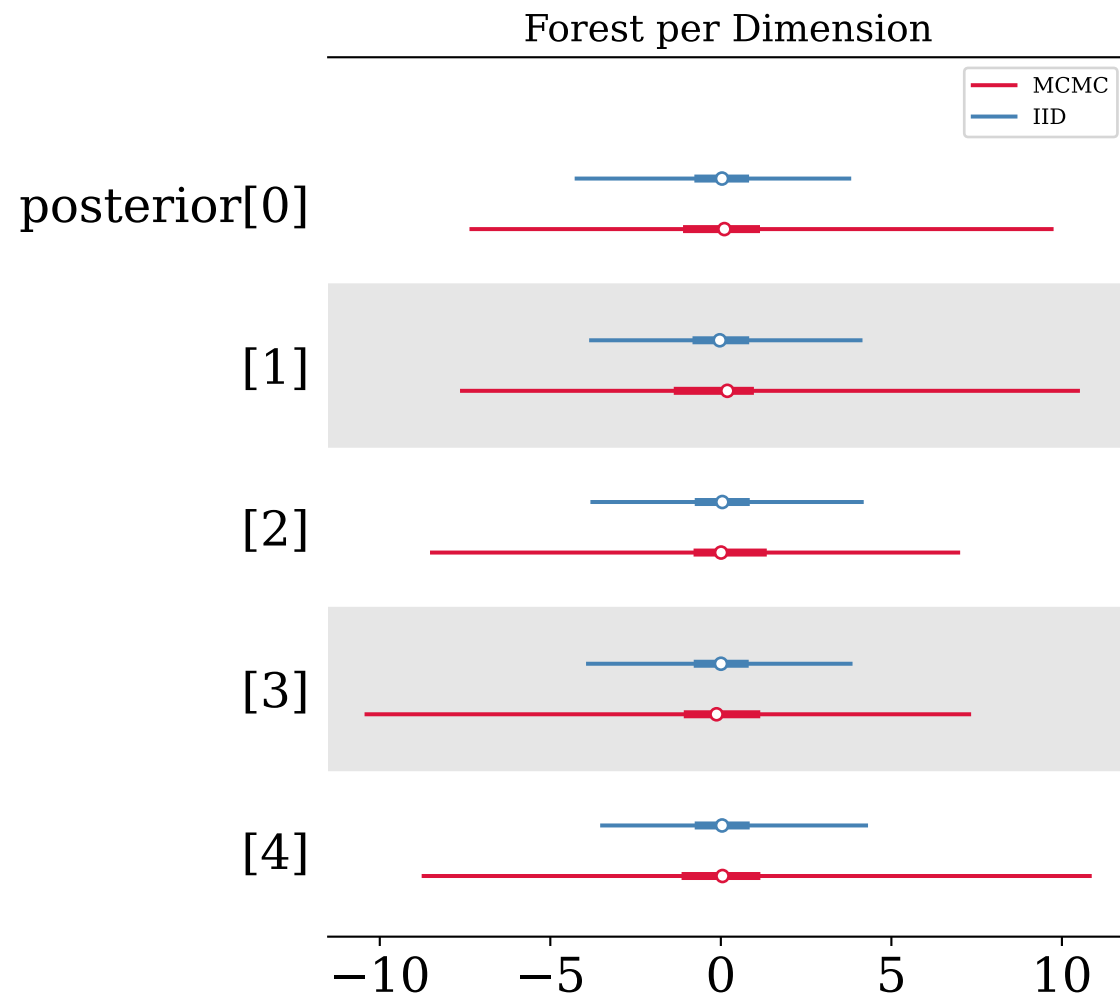 Forest per Dimension
MCMC
IID
posterior[0]
[1]
[2]
[3]
[4]
−10 −5 0 5 10